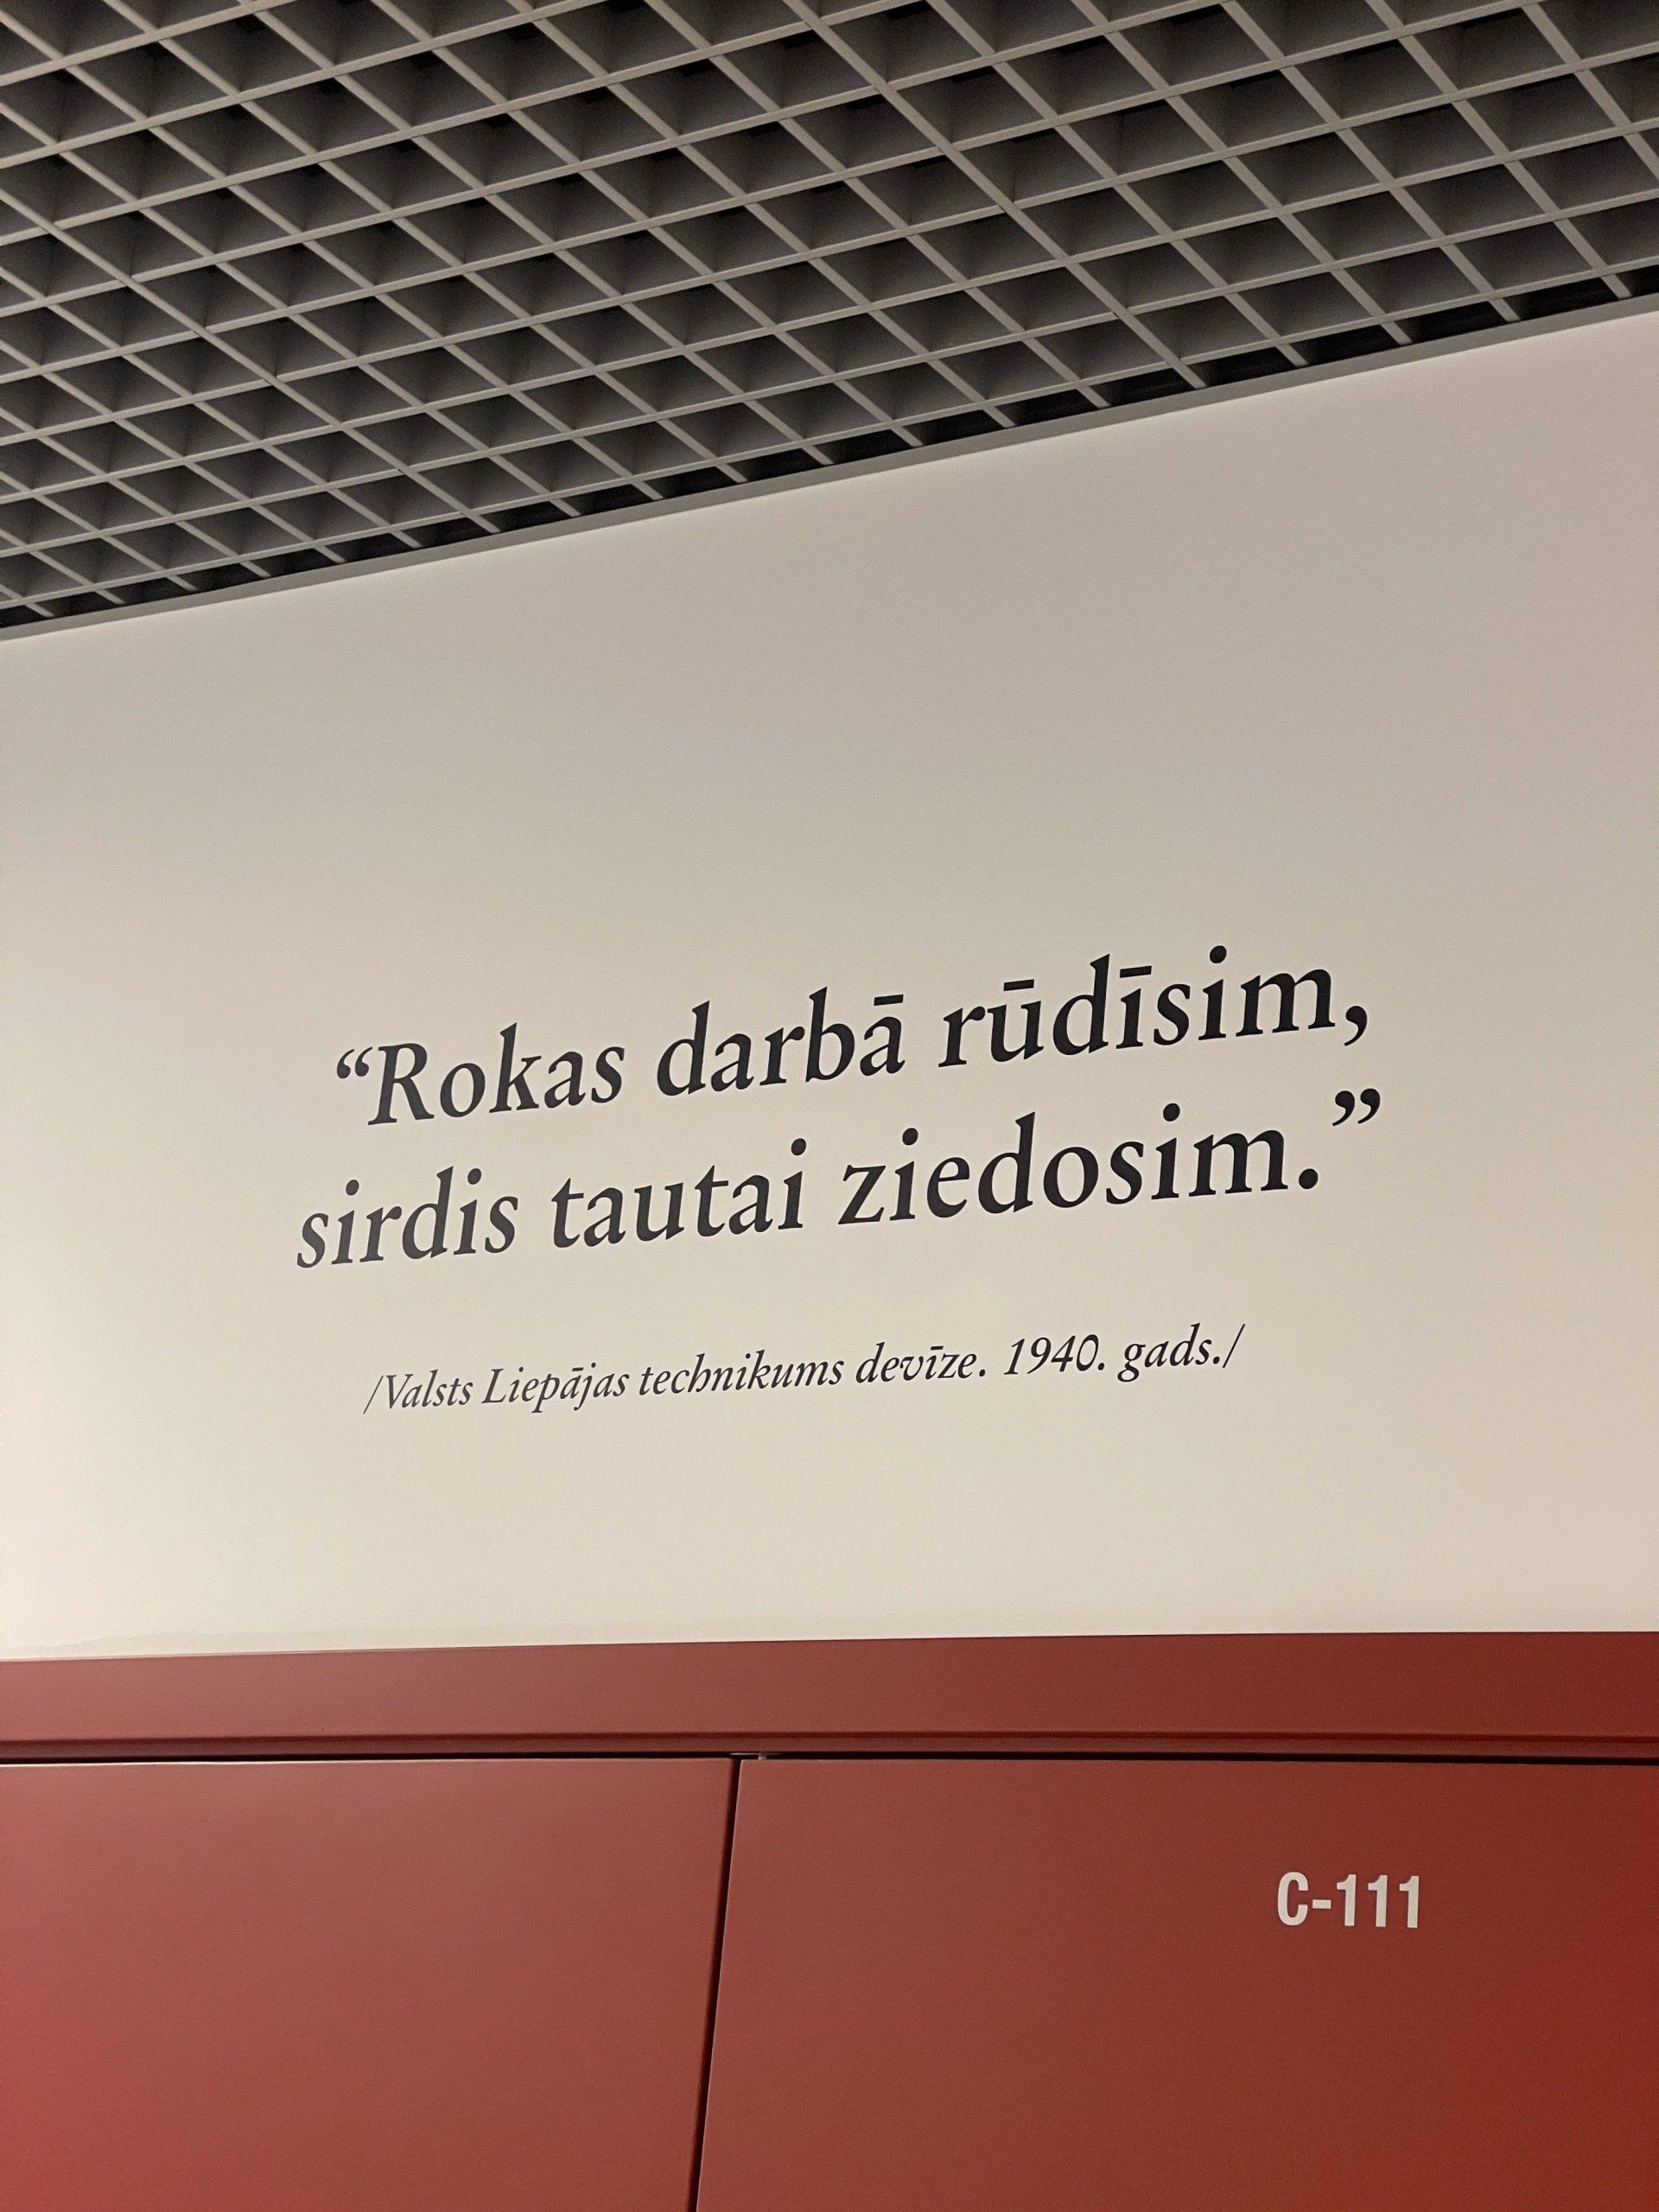 “Rokas darbā rūdīsim,
sirdis tautai ziedosim.”
/Valsts Liepājas technikums devīze. 1940. gads./
C-111